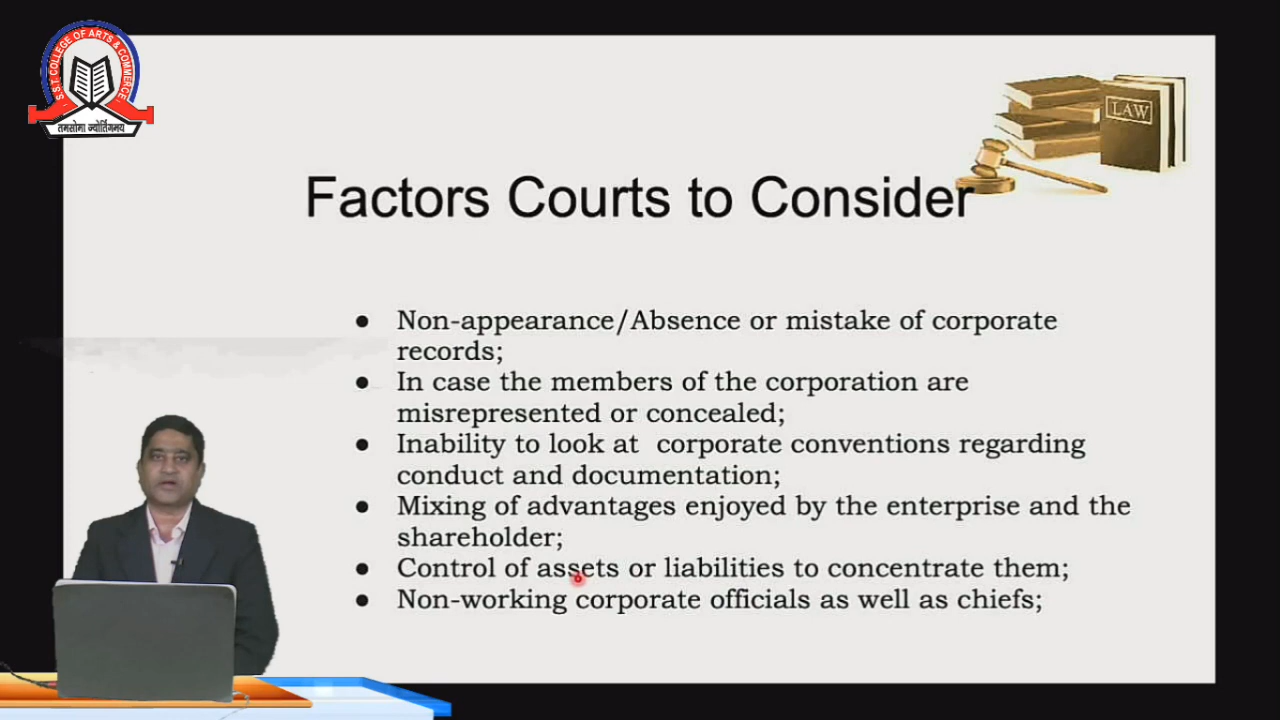 S.S.T. COLLEGE OF ARTS & COMMERCE
तमसोमा ज्योर्तिगमय
LAW
Factors Courts to Consider
● Non-appearance/Absence or mistake of corporate
records;
● In case the members of the corporation are
misrepresented or concealed;
● Inability to look at corporate conventions regarding
conduct and documentation;
● Mixing of advantages enjoyed by the enterprise and the
shareholder;
● Control of assets or liabilities to concentrate them;
● Non-working corporate officials as well as chiefs;